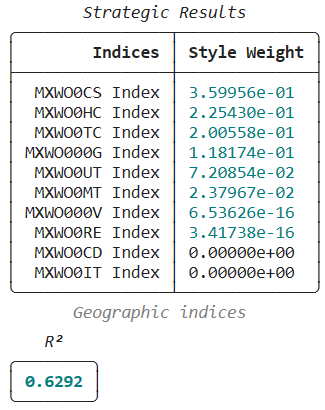 Strategic Results
Indices Style Weight
MXWO0CS Index 3.59956e-01
MXWO0HC Index 2.25430e-01
MXWO0TC Index 2.00558e-01
MXWO000G Index 1.18174e-01
MXWO0UT Index 7.20854e-02
MXWO0MT Index 2.37967e-02
MXWO000V Index 6.53626e-16
MXWO0RE Index 3.41738e-16
MXWO0CD Index 0.00000e+00
MXWO0IT Index 0.00000e+00
Geographic indices
R²
0.6292